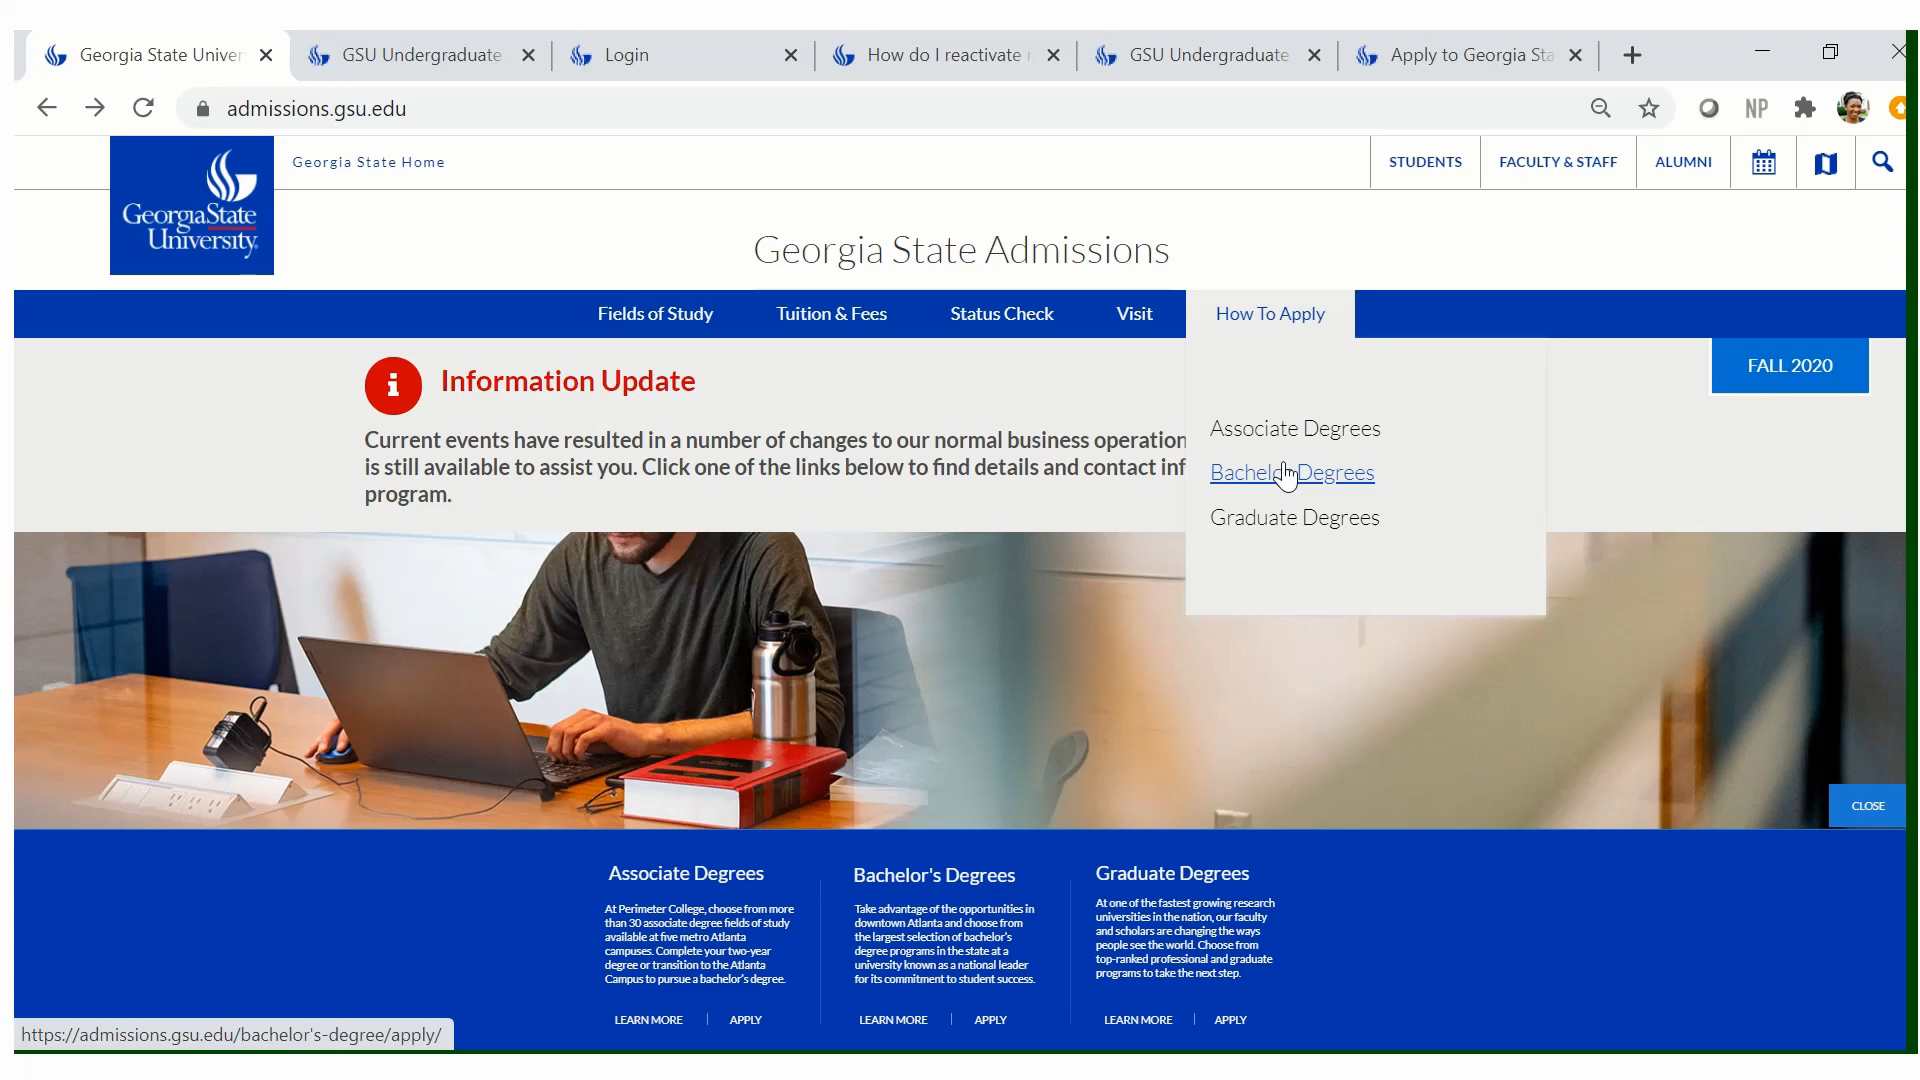 Georgia State Univer
GSU Undergraduate
Login
How do I reactivate
GSU Undergraduate
Apply to Georgia Sta
admissions.gsu.edu
NP
Georgia State Home
STUDENTS
FACULTY & STAFF
ALUMNI
GeorgiaState
University
Georgia State Admissions
Fields of Study
Tuition & Fees
Status Check
Visit
How To Apply
FALL 2020
Information Update
Current events have resulted in a number of changes to our normal business operation
is still available to assist you. Click one of the links below to find details and contact inf
program.
Associate Degrees
Bachelor Degrees
Graduate Degrees
CLOSE
Associate Degrees
At Perimeter College, choose from more
than 30 associate degree fields of study
available at five metro Atlanta
campuses. Complete your two-year
degree or transition to the Atlanta
Campus to pursue a bachelor's degree.
LEARN MORE
APPLY
Bachelor's Degrees
Take advantage of the opportunities in
downtown Atlanta and choose from
the largest selection of bachelor's
degree programs in the state at a
university known as a national leader
for its commitment to student success.
LEARN MORE
APPLY
Graduate Degrees
At one of the fastest growing research
universities in the nation, our faculty
and scholars are changing the ways
people see the world. Choose from
top-ranked professional and graduate
programs to take the next step.
LEARN MORE
APPLY
https://admissions.gsu.edu/bachelor's-degree/apply/